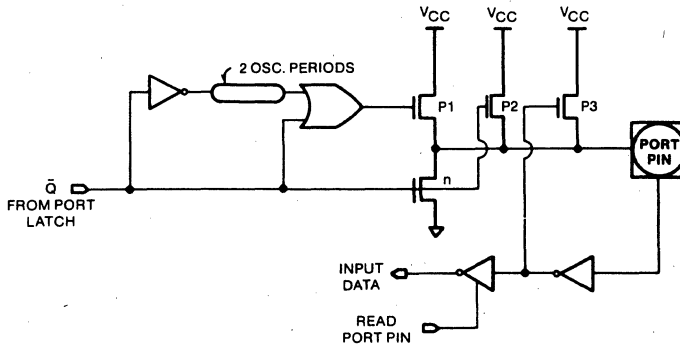 VCC VCC VCC
2 OSC. PERIODS
P1 P2 P3
PORT
PIN
n
Q̄
FROM PORT
LATCH
INPUT
DATA
READ
PORT PIN